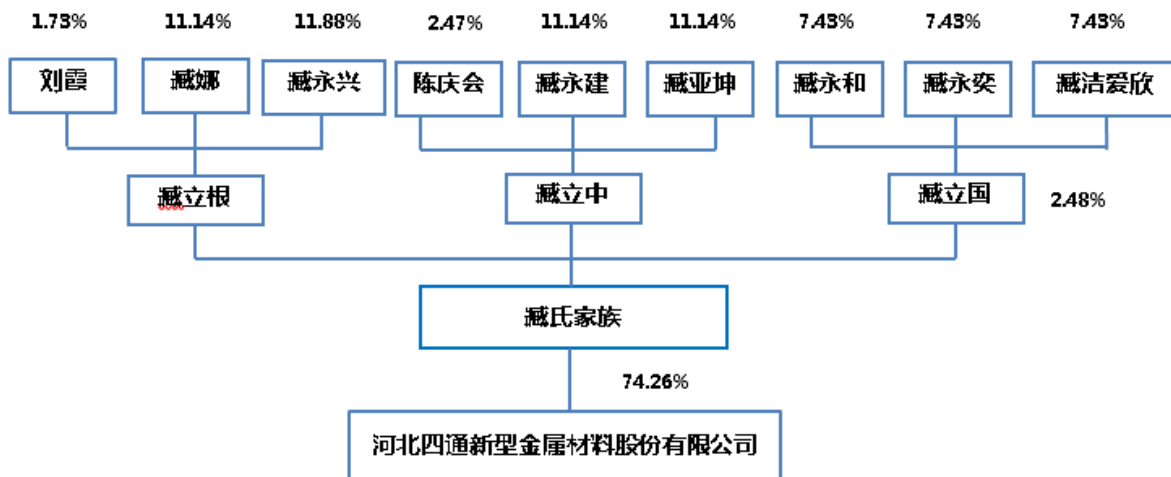 1.73% 11.14% 11.88% 2.47% 11.14% 11.14% 7.43% 7.43% 7.43%
刘霞 臧娜 臧永兴 陈庆会 臧永建 臧亚坤 臧永和 臧永奕 臧洁爱欣
臧立根 臧立中 臧立国 2.48%
臧氏家族
74.26%
河北四通新型金属材料股份有限公司